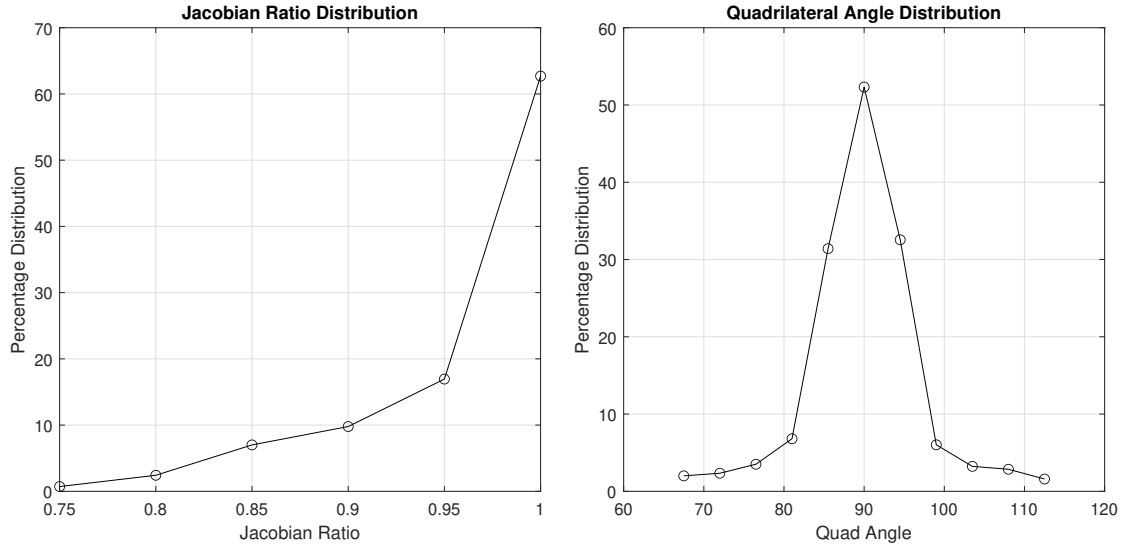 Jacobian Ratio Distribution
70
60
50
40
30
20
10
0
0.75 0.8 0.85 0.9 0.95 1
Percentage Distribution
Jacobian Ratio
Quadrilateral Angle Distribution
60
50
40
30
20
10
0
60 70 80 90 100 110 120
Percentage Distribution
Quad Angle